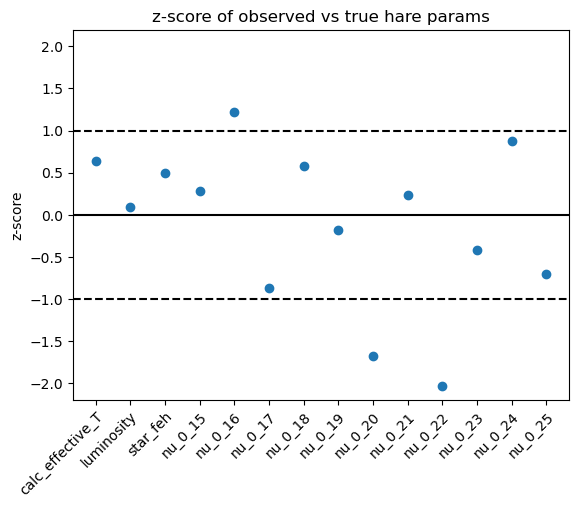 z-score of observed vs true hare params
2.0
1.5
1.0
0.5
0.0
−0.5
−1.0
−1.5
−2.0
z-score
calc_effective_T
luminosity
star_feh
nu_0_15
nu_0_16
nu_0_17
nu_0_18
nu_0_19
nu_0_20
nu_0_21
nu_0_22
nu_0_23
nu_0_24
nu_0_25